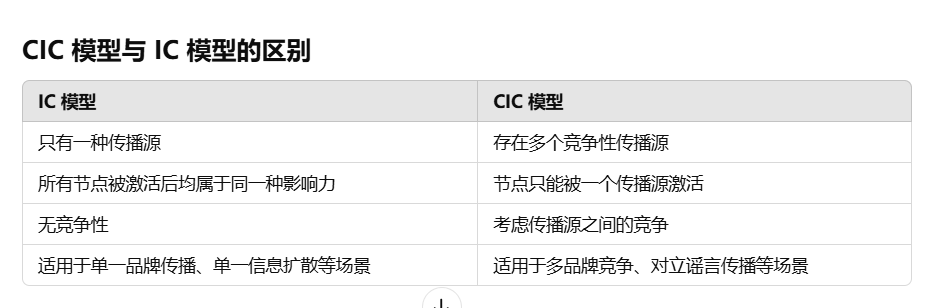 CIC 模型与 IC 模型的区别
IC 模型
CIC 模型
只有一种传播源
存在多个竞争性传播源
所有节点被激活后均属于同一种影响力
节点只能被一个传播源激活
无竞争性
考虑传播源之间的竞争
适用于单一品牌传播、单一信息扩散等场景
适用于多品牌竞争、对立谣言传播等场景